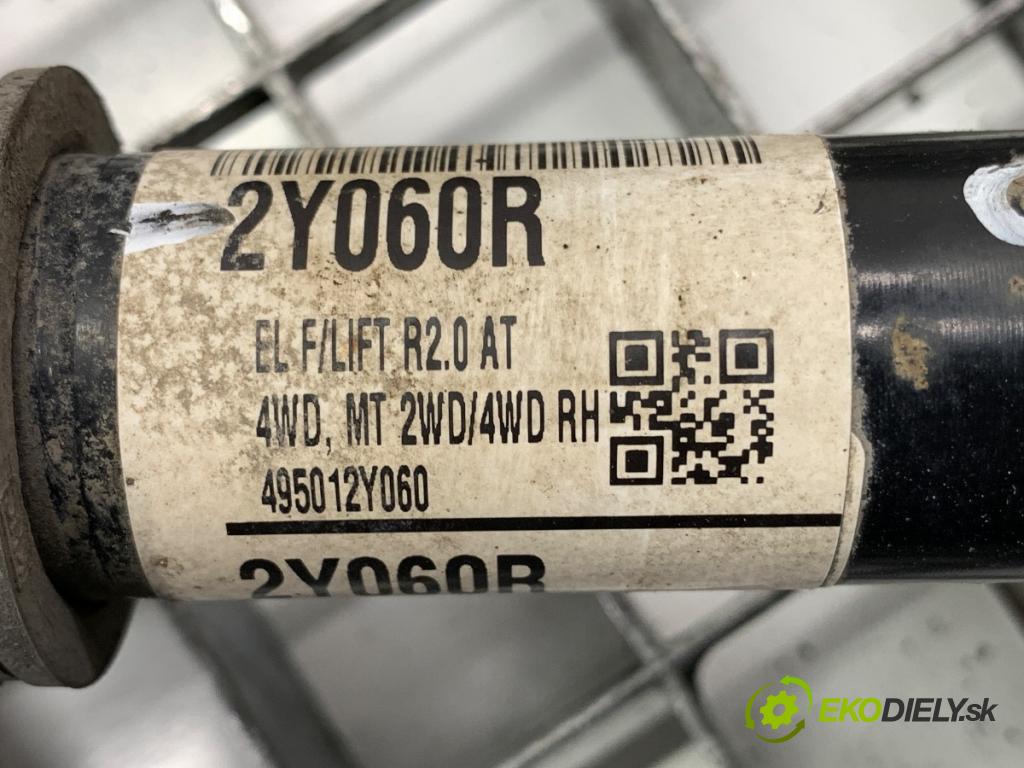 2Y060R
EL F/LIFT R2.0 AT
4WD, MT 2WD/4WD RH
495012Y060
2Y060R
EKODIELY.sk